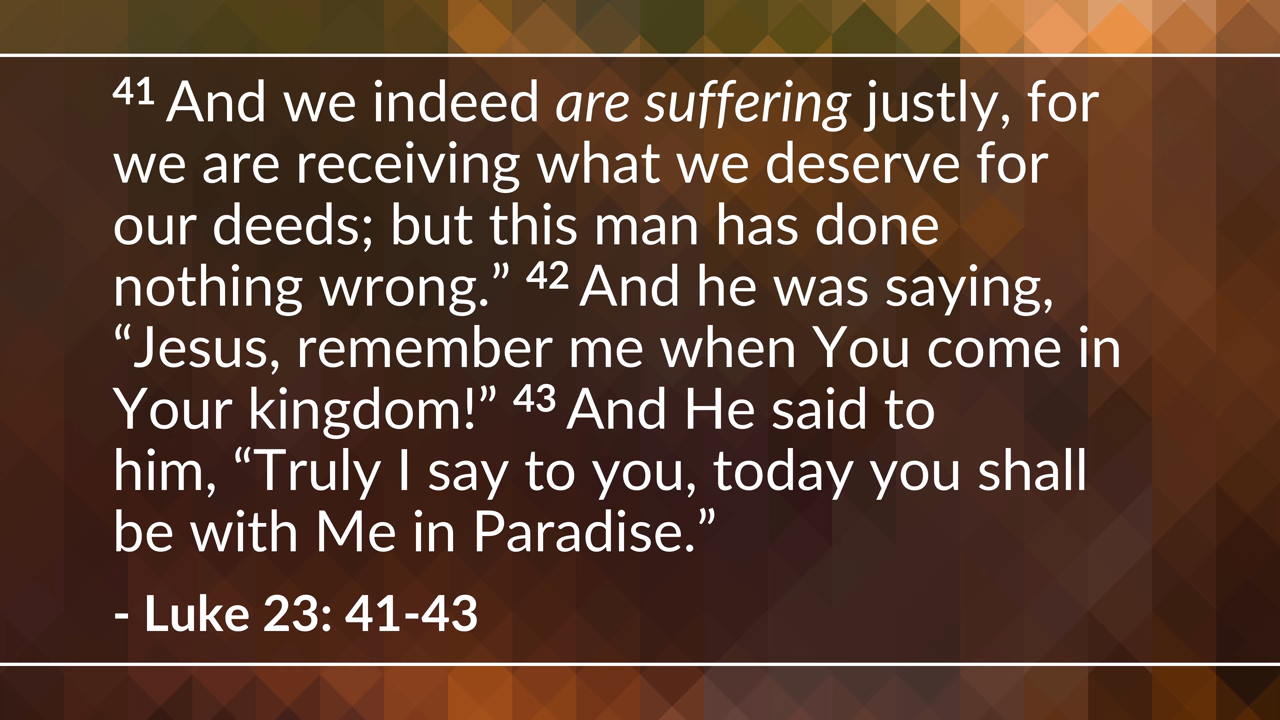 41 And we indeed are suffering justly, for
we are receiving what we deserve for
our deeds; but this man has done
nothing wrong.” 42 And he was saying,
“Jesus, remember me when You come in
Your kingdom!” 43 And He said to
him, “Truly I say to you, today you shall
be with Me in Paradise.”
- Luke 23: 41-43